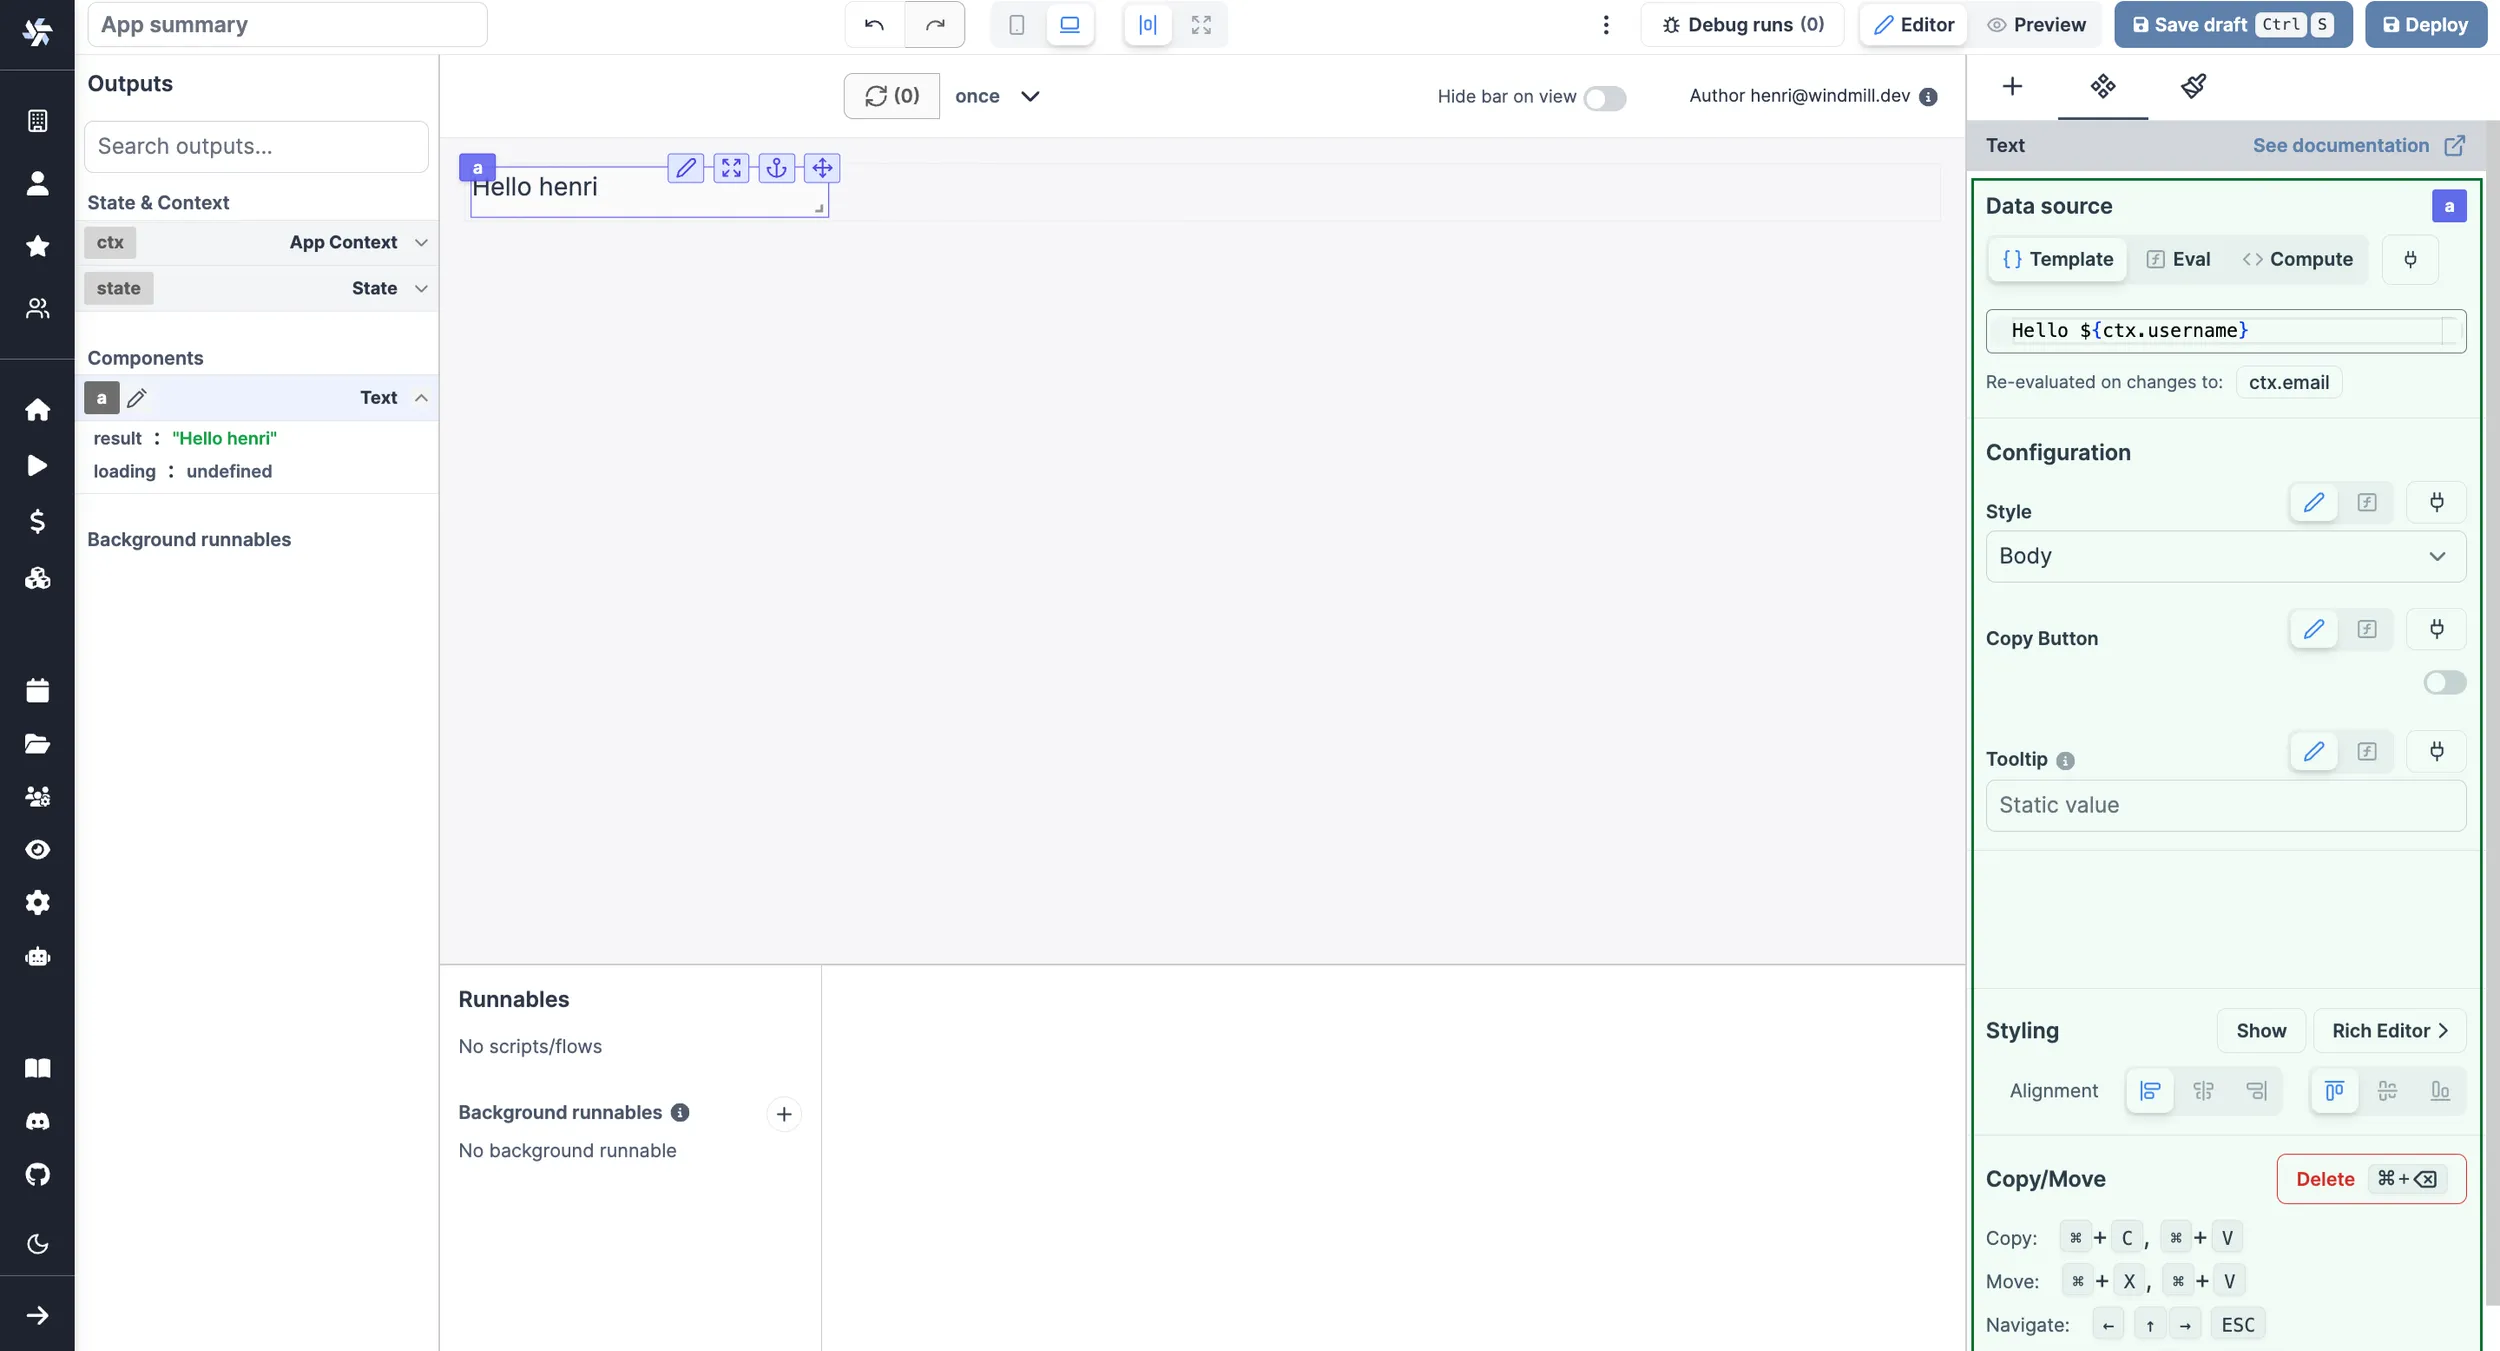 App summary
Debug runs (0)
Editor
Preview
Save draft Ctrl S
Deploy
Outputs
Search outputs...
State & Context
ctx App Context
state State
Components
a Text
result : "Hello henri"
loading : undefined
Background runnables
(0) once
Hide bar on view
Author henri@windmill.dev
a
Hello henri
Runnables
No scripts/flows
Background runnables
No background runnable
Text See documentation
Data source a
Template Eval Compute
Hello ${ctx.username}
Re-evaluated on changes to: ctx.email
Configuration
Style
Body
Copy Button
Tooltip
Static value
Styling Show Rich Editor
Alignment
Copy/Move Delete ⌘+⌫
Copy: ⌘ + C, ⌘ + V
Move: ⌘ + X, ⌘ + V
Navigate: ← ↑ → ESC